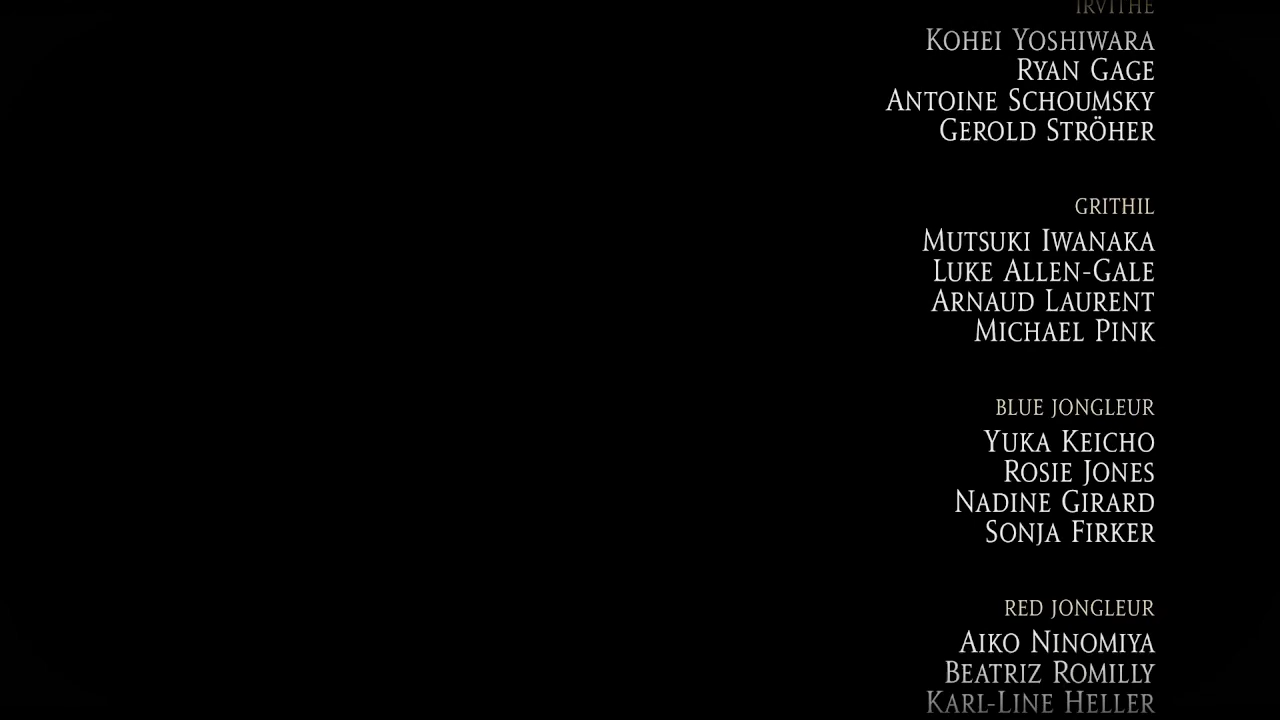 IRVITHE
KOHEI YOSHIWARA
RYAN GAGE
ANTOINE SCHOUMSKY
GEROLD STRÖHER
GRITHIL
MUTSUKI IWANAKA
LUKE ALLEN-GALE
ARNAUD LAURENT
MICHAEL PINK
BLUE JONGLEUR
YUKA KEICHO
ROSIE JONES
NADINE GIRARD
SONJA FIRKER
RED JONGLEUR
AIKO NINOMIYA
BEATRIZ ROMILLY
KARL-LINE HELLER